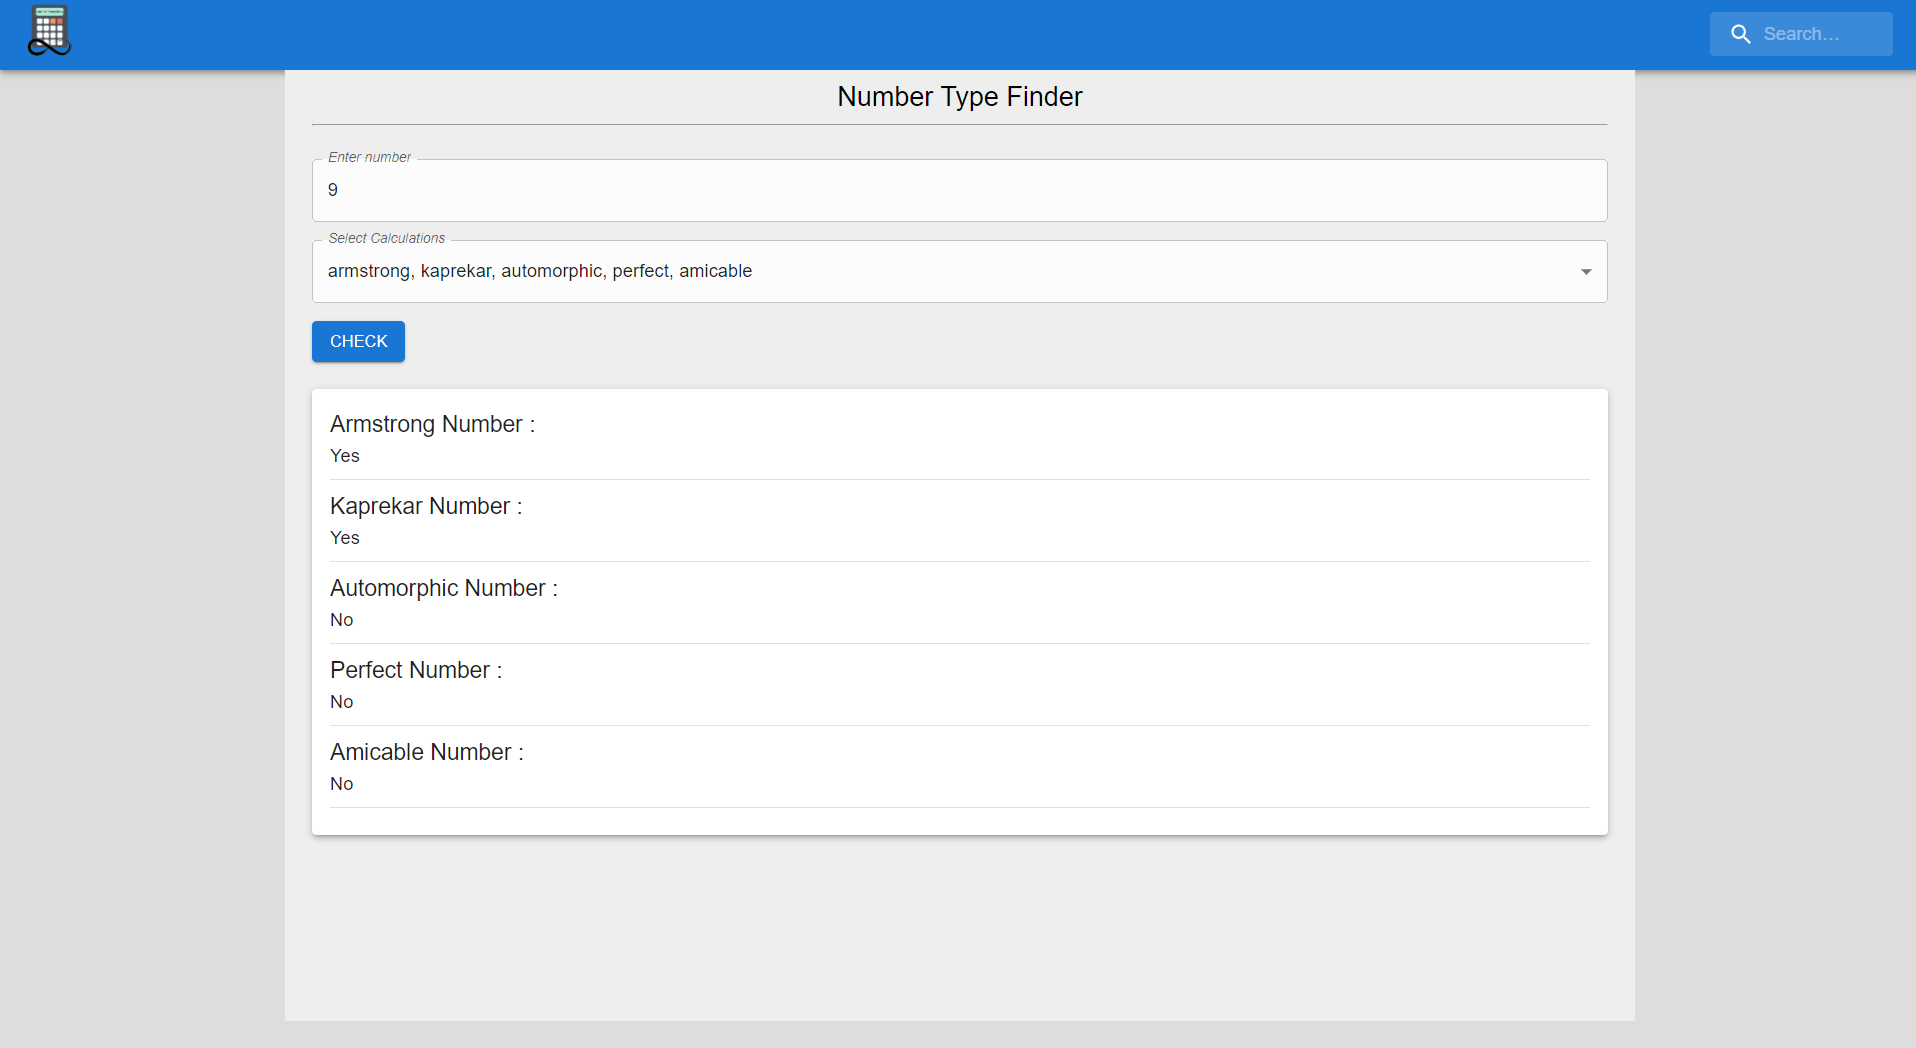 Search…
Number Type Finder
Enter number
9
Select Calculations
armstrong, kaprekar, automorphic, perfect, amicable
CHECK
Armstrong Number :
Yes
Kaprekar Number :
Yes
Automorphic Number :
No
Perfect Number :
No
Amicable Number :
No